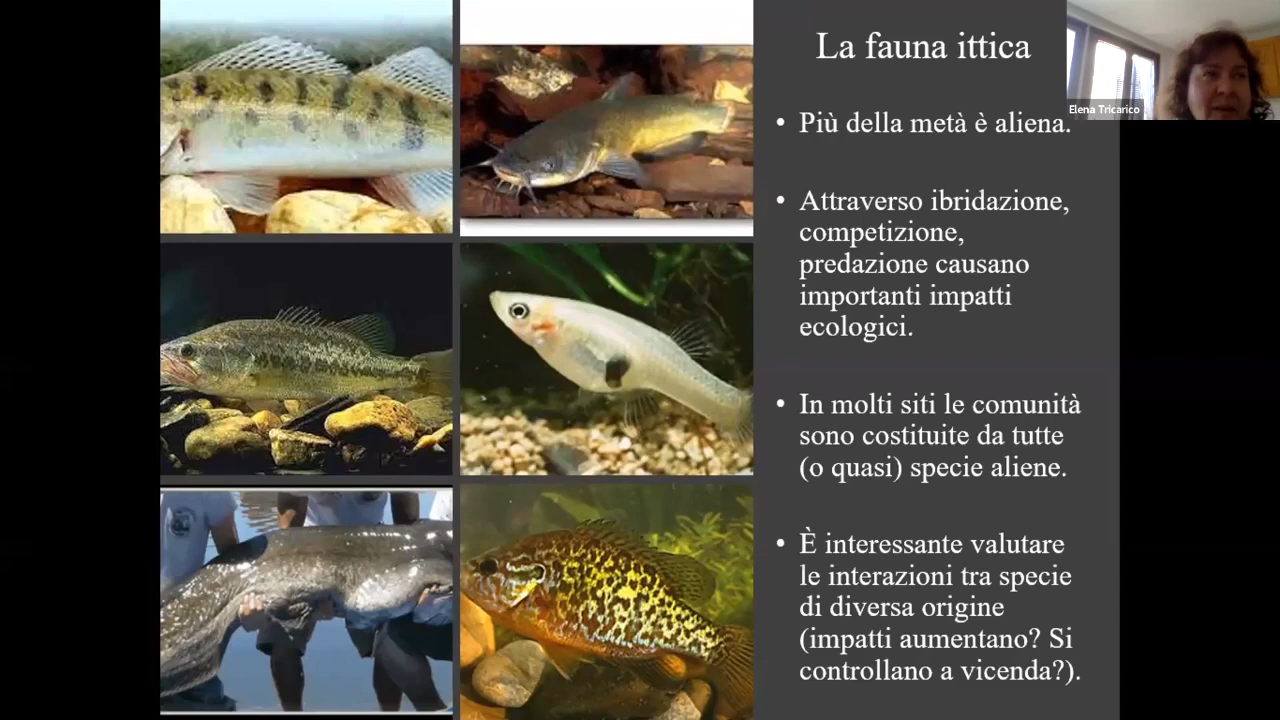 La fauna ittica
Elena Tricarico
• Più della metà è aliena.
• Attraverso ibridazione,
competizione,
predazione causano
importanti impatti
ecologici.
• In molti siti le comunità
sono costituite da tutte
(o quasi) specie aliene.
• È interessante valutare
le interazioni tra specie
di diversa origine
(impatti aumentano? Si
controllano a vicenda?).